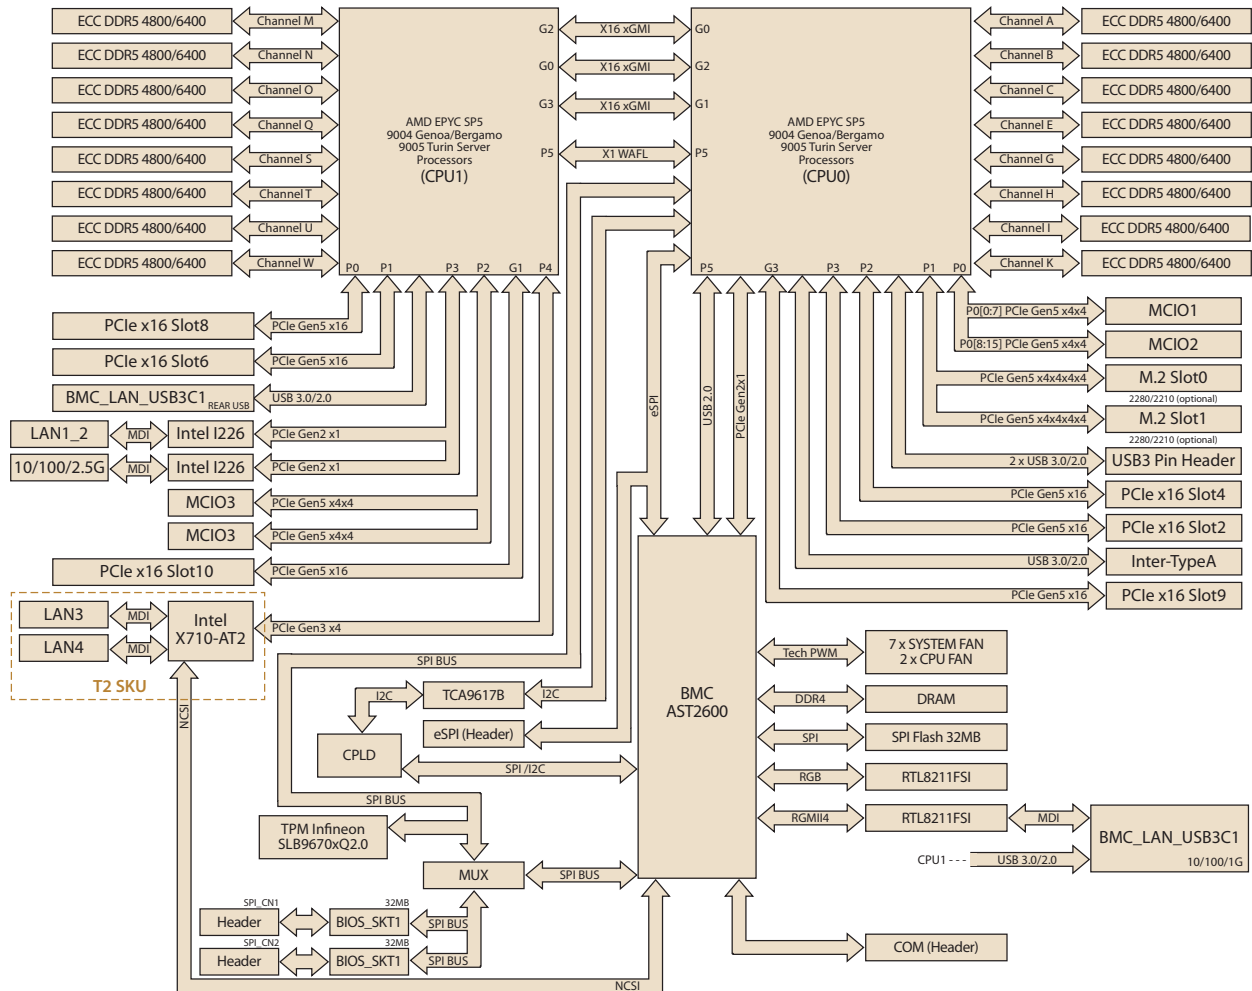 ECC DDR5 4800/6400
Channel M
ECC DDR5 4800/6400
Channel N
ECC DDR5 4800/6400
Channel O
ECC DDR5 4800/6400
Channel Q
ECC DDR5 4800/6400
Channel S
ECC DDR5 4800/6400
Channel T
ECC DDR5 4800/6400
Channel U
ECC DDR5 4800/6400
Channel W
AMD EPYC SP5
9004 Genoa/Bergamo
9005 Turin Server
Processors
(CPU1)
G2
G0
G3
P5
P0
P1
P3
P2
G1
P4
X16 xGMI
X16 xGMI
X16 xGMI
X1 WAFL
G0
G2
G1
P5
AMD EPYC SP5
9004 Genoa/Bergamo
9005 Turin Server
Processors
(CPU0)
P5
G3
P3
P2
P1
P0
Channel A
ECC DDR5 4800/6400
Channel B
ECC DDR5 4800/6400
Channel C
ECC DDR5 4800/6400
Channel E
ECC DDR5 4800/6400
Channel G
ECC DDR5 4800/6400
Channel H
ECC DDR5 4800/6400
Channel I
ECC DDR5 4800/6400
Channel K
ECC DDR5 4800/6400
PCIe x16 Slot8
PCIe Gen5 x16
PCIe x16 Slot6
PCIe Gen5 x16
BMC_LAN_USB3C1
REAR USB
USB 3.0/2.0
LAN1_2
MDI
Intel I226
PCIe Gen2 x1
10/100/2.5G
MDI
Intel I226
PCIe Gen2 x1
MCIO3
PCIe Gen5 x4x4
MCIO3
PCIe Gen5 x4x4
PCIe x16 Slot10
PCIe Gen5 x16
LAN3
MDI
LAN4
MDI
Intel
X710-AT2
PCIe Gen3 x4
T2 SKU
NCSI
eSPI
USB 2.0
PCIe Gen2x1
P0[0:7] PCIe Gen5 x4x4
MCIO1
P0[8:15] PCIe Gen5 x4x4
MCIO2
PCIe Gen5 x4x4x4x4
M.2 Slot0
2280/2210 (optional)
PCIe Gen5 x4x4x4x4
M.2 Slot1
2280/2210 (optional)
2 x USB 3.0/2.0
USB3 Pin Header
PCIe Gen5 x16
PCIe x16 Slot4
PCIe Gen5 x16
PCIe x16 Slot2
USB 3.0/2.0
Inter-TypeA
PCIe Gen5 x16
PCIe x16 Slot9
SPI BUS
I2C
TCA9617B
I2C
eSPI (Header)
CPLD
SPI /I2C
SPI BUS
TPM Infineon
SLB9670xQ2.0
MUX
SPI BUS
SPI_CN1
Header
32MB
BIOS_SKT1
SPI BUS
SPI_CN2
Header
32MB
BIOS_SKT1
SPI BUS
NCSI
BMC
AST2600
Tech PWM
7 x SYSTEM FAN
2 x CPU FAN
DDR4
DRAM
SPI
SPI Flash 32MB
RGB
RTL8211FSI
RGMII4
RTL8211FSI
MDI
BMC_LAN_USB3C1
10/100/1G
CPU1 ---
USB 3.0/2.0
COM (Header)